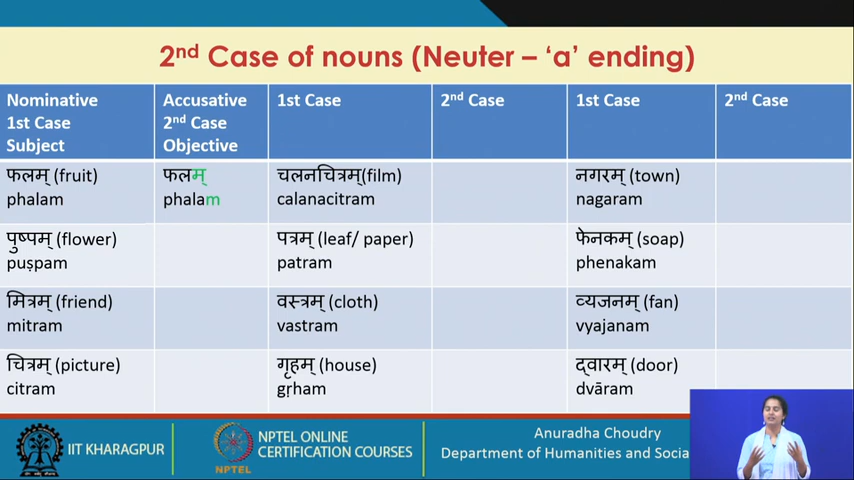 2nd Case of nouns (Neuter – 'a' ending)
Nominative
1st Case
Subject
Accusative
2nd Case
Objective
1st Case
2nd Case
1st Case
2nd Case
फलम् (fruit)
phalam
फलम्
phalam
चलनचित्रम्(film)
calanacitram
नगरम् (town)
nagaram
पुष्पम् (flower)
puṣpam
पत्रम् (leaf/ paper)
patram
फेनकम् (soap)
phenakam
मित्रम् (friend)
mitram
वस्त्रम् (cloth)
vastram
व्यजनम् (fan)
vyajanam
चित्रम् (picture)
citram
गृहम् (house)
gṛham
द्वारम् (door)
dvāram
IIT KHARAGPUR
NPTEL
NPTEL ONLINE
CERTIFICATION COURSES
Anuradha Choudry
Department of Humanities and Socia